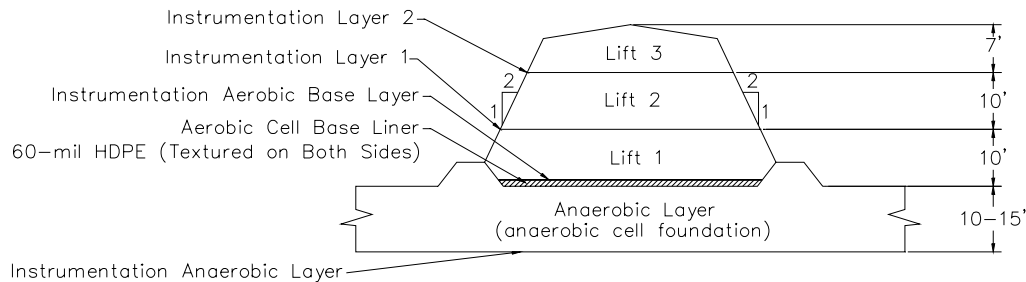 Instrumentation Layer 2
Instrumentation Layer 1
Instrumentation Aerobic Base Layer
Aerobic Cell Base Liner
60-mil HDPE (Textured on Both Sides)
Lift 3
7'
2
1
2
1
Lift 2
10'
Lift 1
10'
Anaerobic Layer
(anaerobic cell foundation)
10-15'
Instrumentation Anaerobic Layer